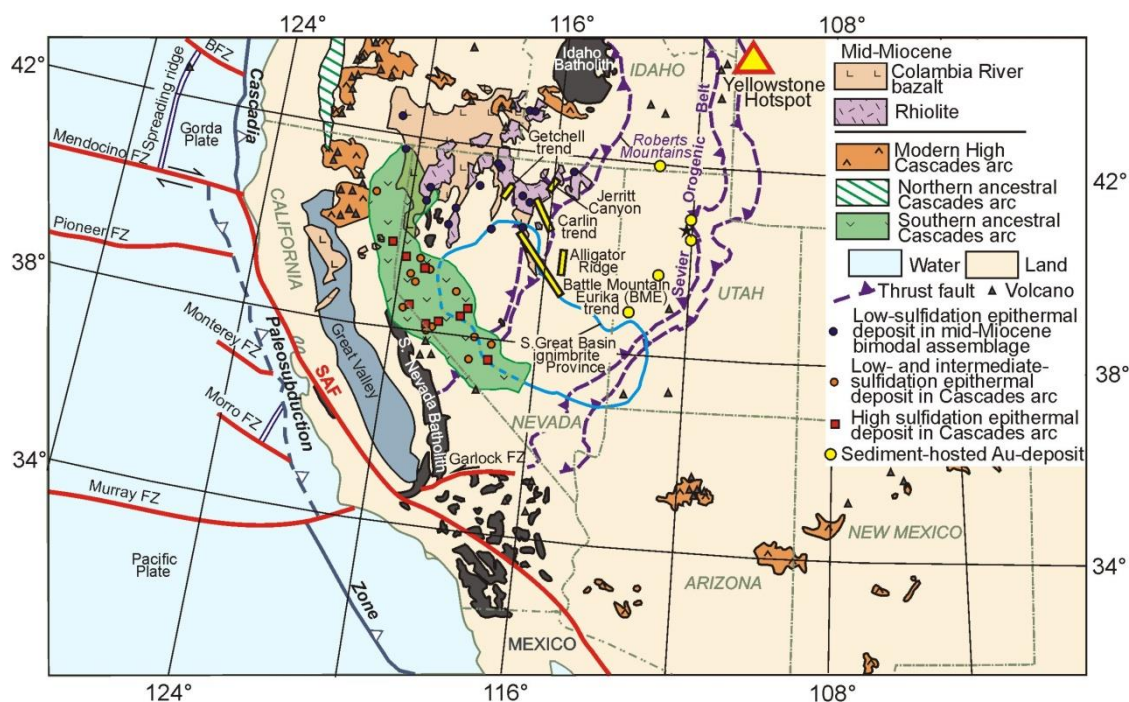 124°
116°
108°
42°
38°
34°
BFZ
Spreading ridge
Cascadia
Gorda
Plate
Mendocino FZ
Pioneer FZ
Monterey FZ
Morro FZ
Murray FZ
Pacific
Plate
Paleosubduction
Zone
CALIFORNIA
SAF
Great Valley
S. Nevada Batholith
Garlock FZ
MEXICO
Idaho
Batholith
IDAHO
Yellowstone
Hotspot
Roberts
Mountains
Sevier Orogenic Belt
Getchell
trend
Jerritt
Canyon
Carlin
trend
Alligator
Ridge
Battle Mountain
Eurika (BME)
trend
S.Great Basin
ignimbrite
Province
NEVADA
UTAH
ARIZONA
NEW MEXICO
Mid-Miocene
Colambia River
bazalt
Rhiolite
Modern High
Cascades arc
Northern ancestral
Cascades arc
Southern ancestral
Cascades arc
Water
Land
Thrust fault
Volcano
Low-sulfidation epithermal
deposit in mid-Miocene
bimodal assemblage
Low- and intermediate-
sulfidation epithermal
deposit in Cascades arc
High sulfidation epithermal
deposit in Cascades arc
Sediment-hosted Au-deposit
42°
38°
34°
124°
116°
108°